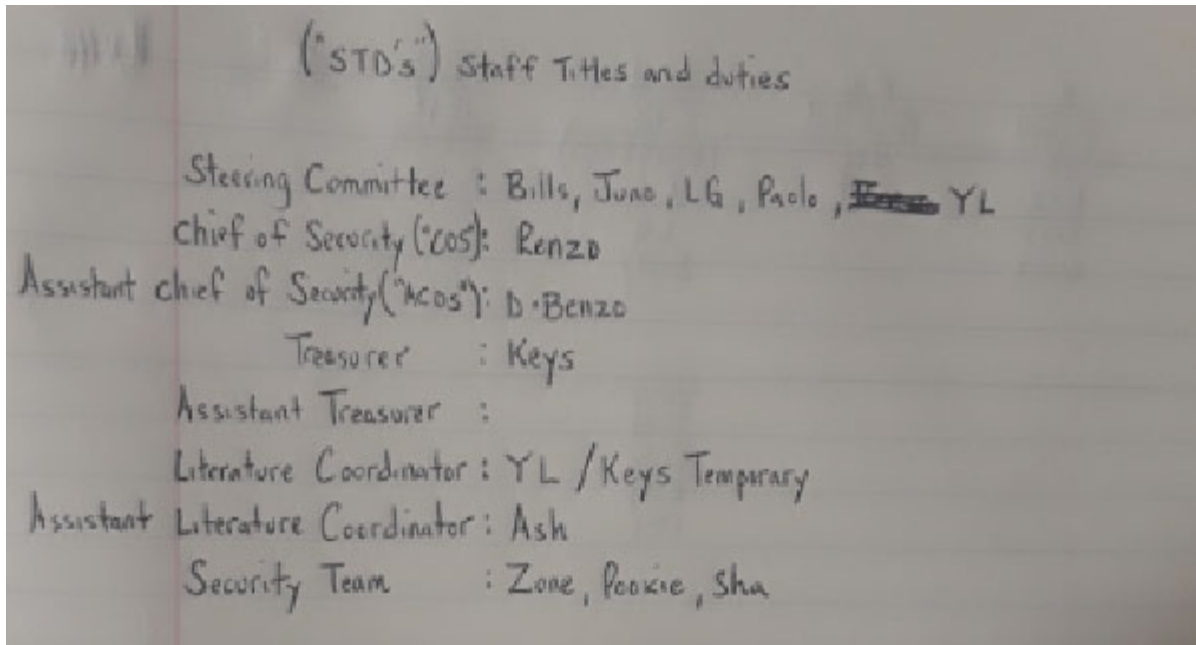 ("STD's") Staff Titles and duties
Steering Committee : Bills, Juno, LG, Paolo, YL
Chief of Security ("COS"): Renzo
Assistant chief of Security ("ACOS"): D.Benzo
Treasurer : Keys
Assistant Treasurer :
Literature Coordinator : YL / Keys Temporary
Assistant Literature Coordinator : Ash
Security Team : Zone, Pookie, Sha